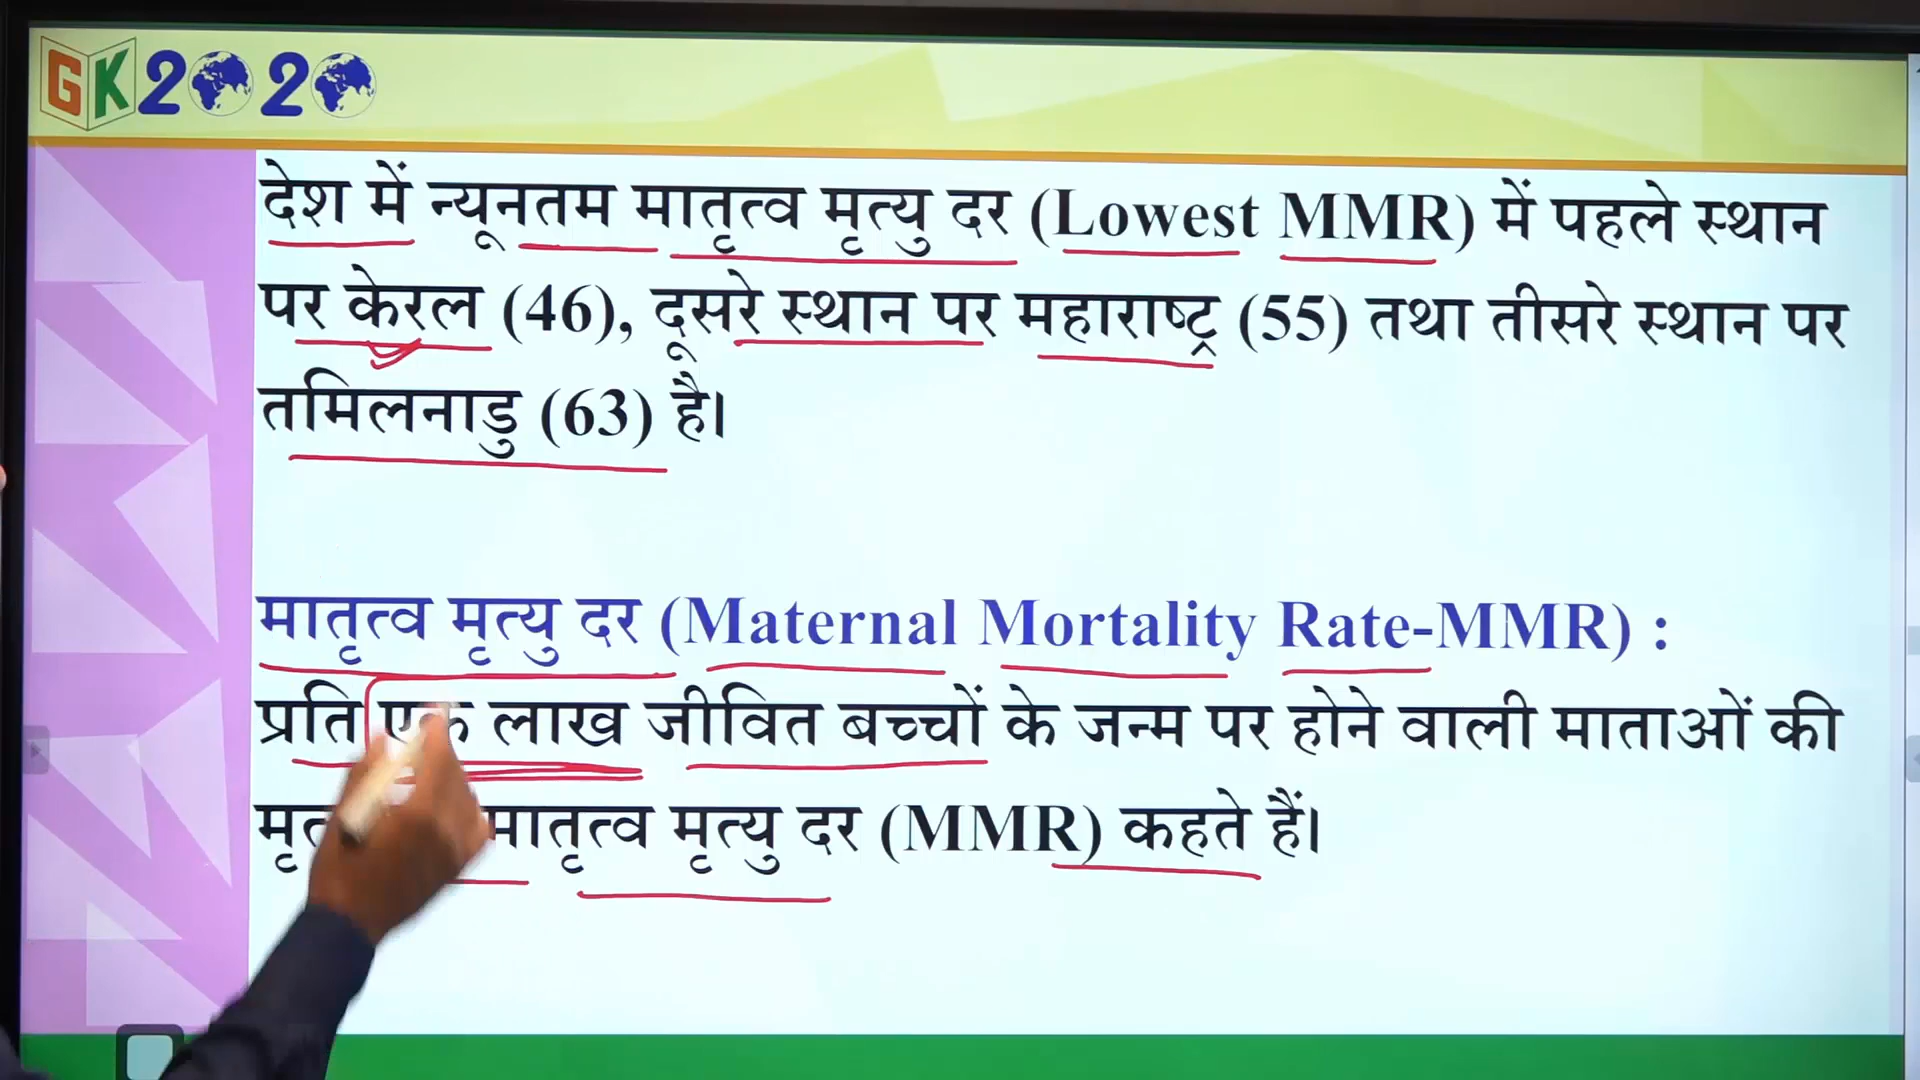 GK2020
देश में न्यूनतम मातृत्व मृत्यु दर (Lowest MMR) में पहले स्थान
पर केरल (46), दूसरे स्थान पर महाराष्ट्र (55) तथा तीसरे स्थान पर
तमिलनाडु (63) है।
मातृत्व मृत्यु दर (Maternal Mortality Rate-MMR) :
प्रति एक लाख जीवित बच्चों के जन्म पर होने वाली माताओं की
मातृत्व मृत्यु दर (MMR) कहते हैं।